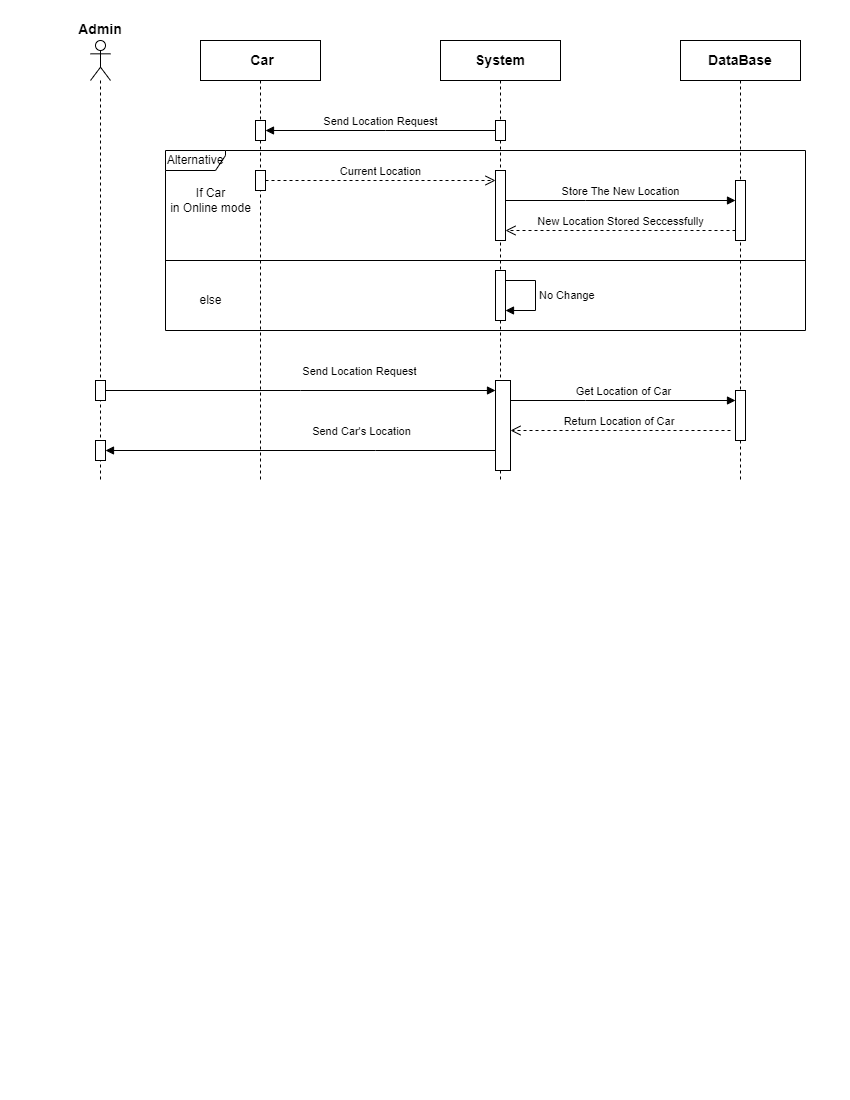 Admin
Car
System
DataBase
Send Location Request
Alternative
Current Location
If Car
in Online mode
Store The New Location
New Location Stored Seccessfully
else
No Change
Send Location Request
Get Location of Car
Return Location of Car
Send Car's Location